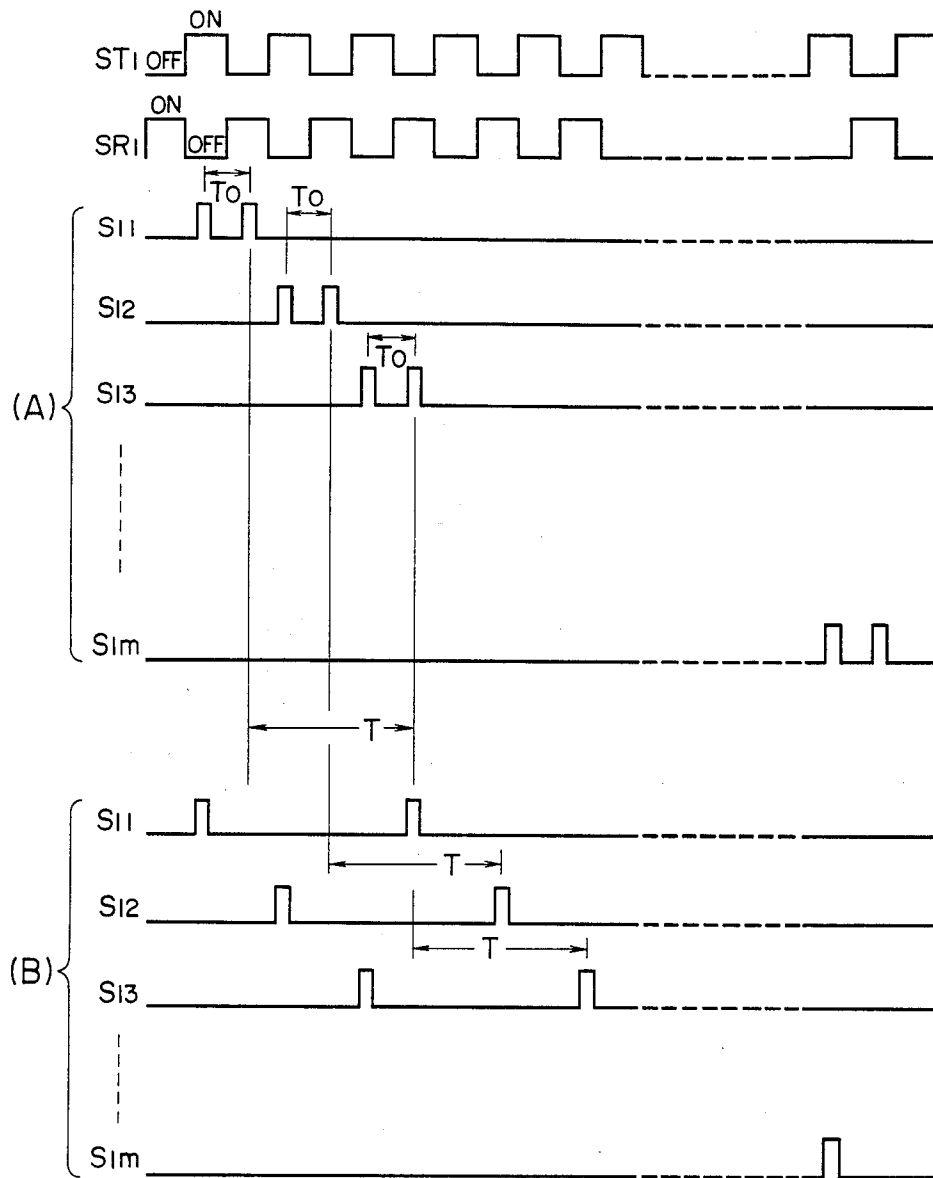 ON
ST1 OFF
ON
SR1 OFF
To
To
S11
S12
To
S13
(A)
S1m
T
S11
T
S12
T
S13
(B)
S1m